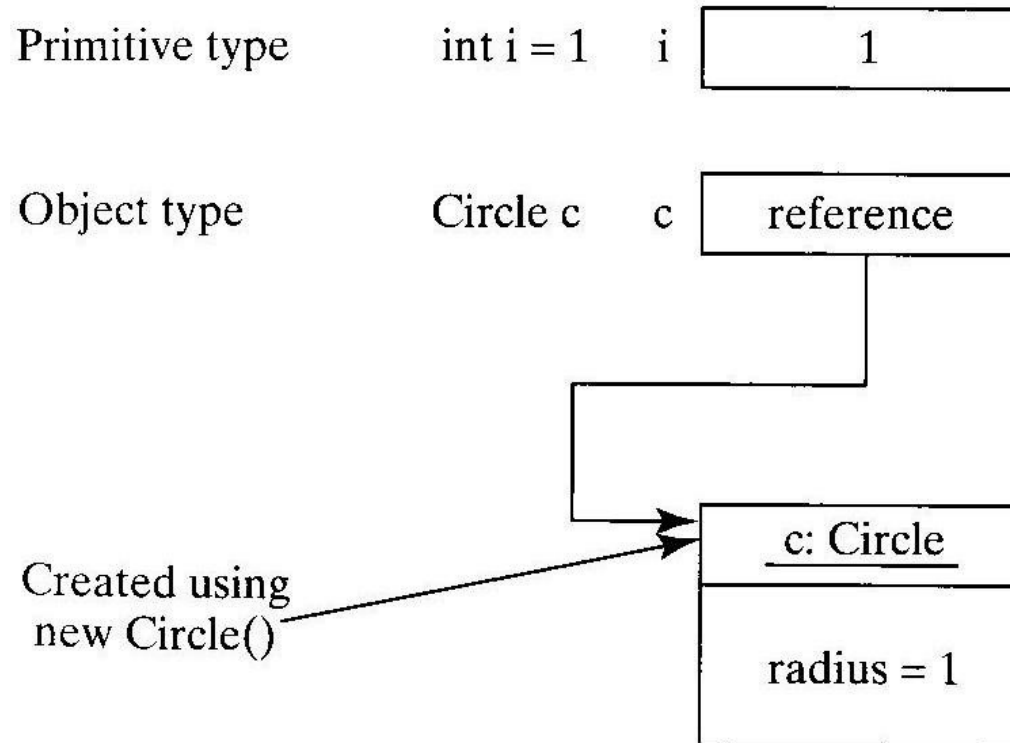 Primitive type int i = 1 i 1
Object type Circle c c reference
c: Circle
Created using
new Circle()
radius = 1